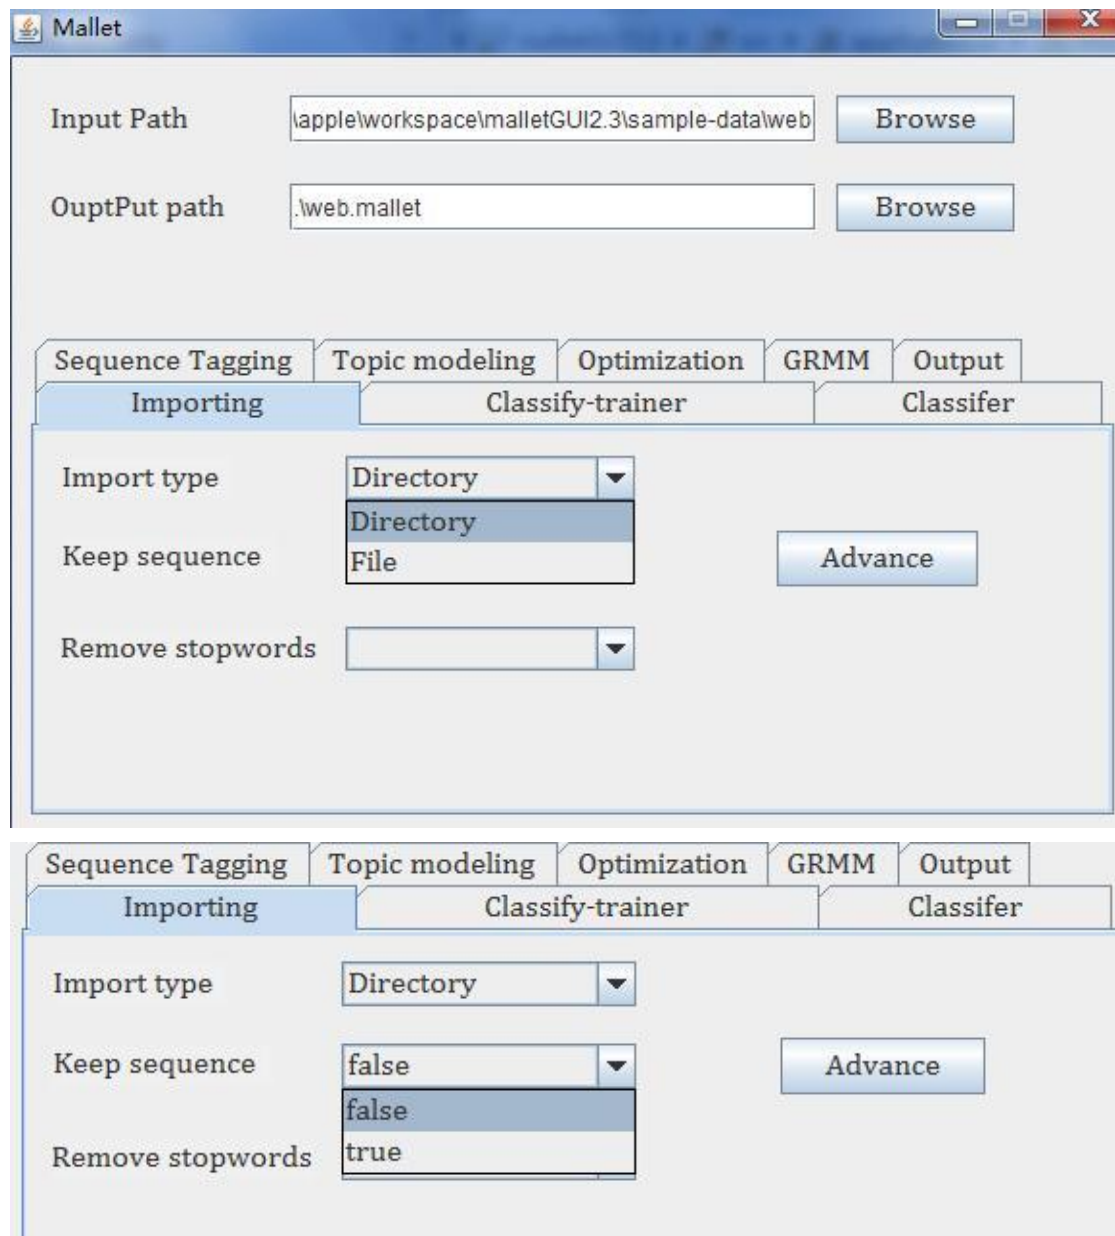 Mallet
Input Path \apple\workspace\malletGUI2.3\sample-data\web Browse
OuptPut path .\web.mallet Browse
Sequence Tagging Topic modeling Optimization GRMM Output
Importing Classify-trainer Classifer
Import type Directory
Directory
Keep sequence File Advance
Remove stopwords
Sequence Tagging Topic modeling Optimization GRMM Output
Importing Classify-trainer Classifer
Import type Directory
Keep sequence false Advance
false
Remove stopwords true